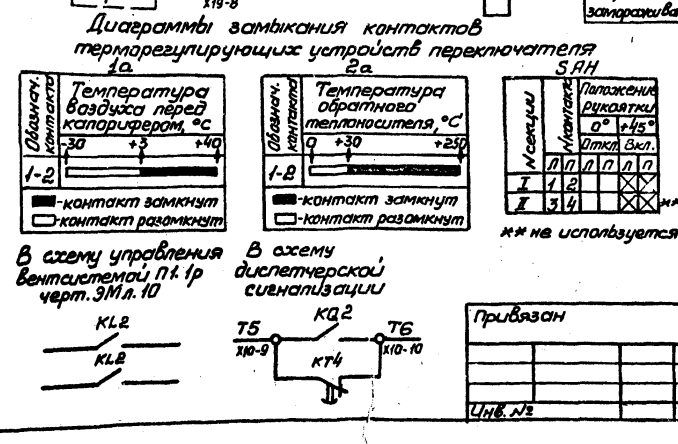 Х19-8
замораживa
Диаграммы замыкания контактов
терморегулирующих устройств переключателя
1а
2а
SAH
Обознач. контакта
Температура
воздуха перед
калорифером, °С
-30 +3 +40
1-2
-контакт замкнут
-контакт разомкнут
Обознач. контакта
Температура
обратного
теплоносителя, °С
0 +30 +250
1-2
-контакт замкнут
-контакт разомкнут
№ секции
№ контакта
Положение
рукоятки
0° +45°
Откл. Вкл.
Л П Л П Л П
I 1 2
II 3 4 **
** не используется
В схему управления
вентсистемой П1. 1р
черт. ЭМ л. 10
KL2
KL2
В схему
диспетчерской
сигнализации
T5 KQ2 T6
X10-9 X10-10
KT4
Привязан
Инв. №